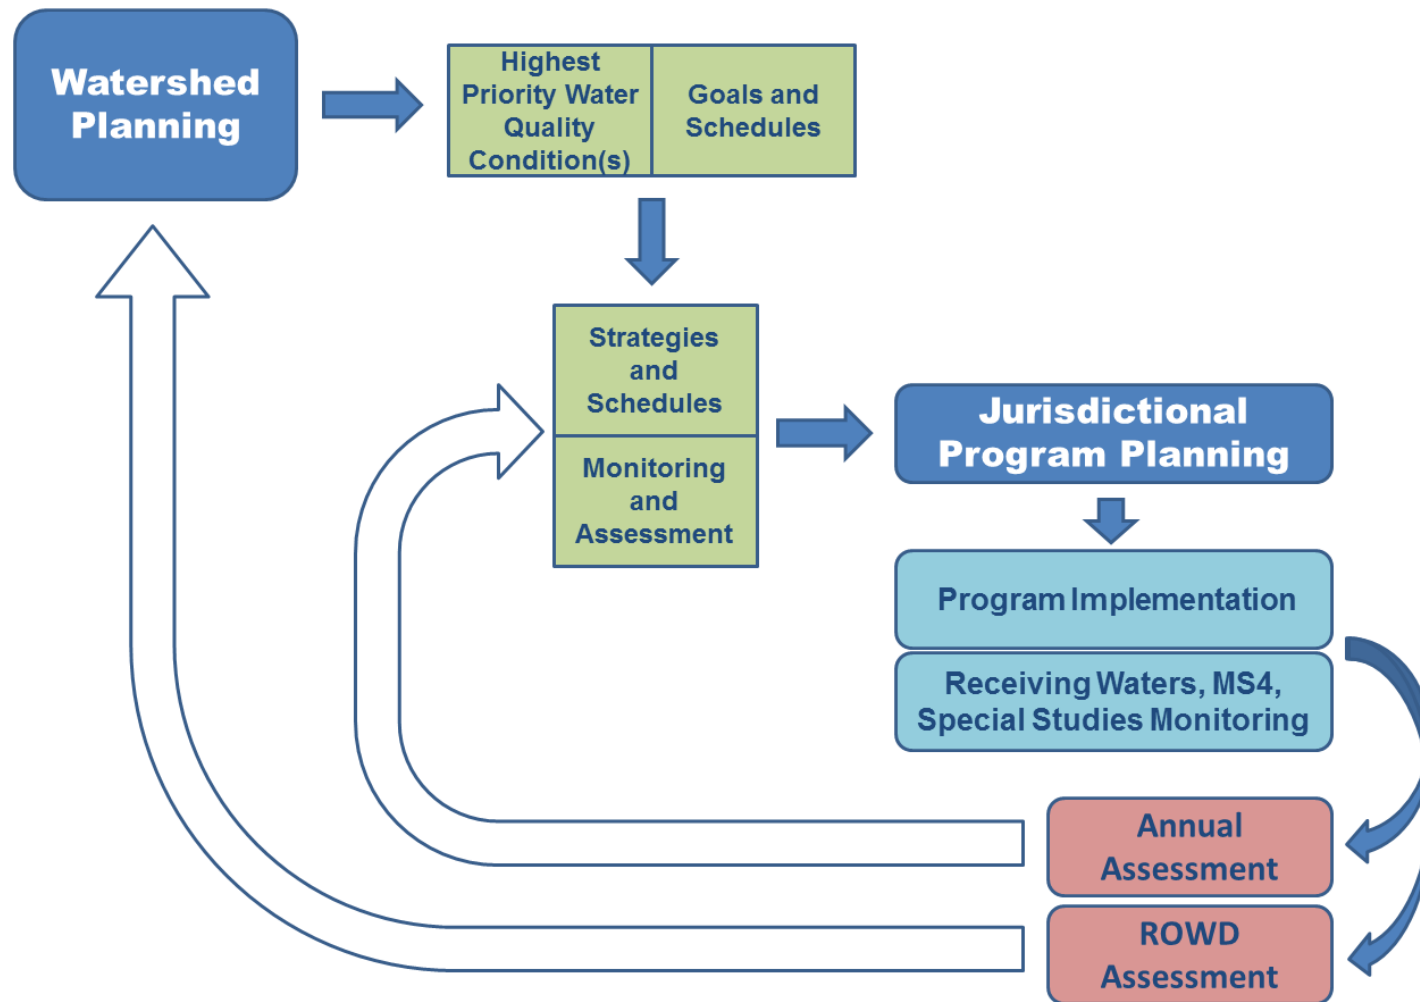 Watershed
Planning
Highest
Priority Water
Quality
Condition(s)
Goals and
Schedules
Strategies
and
Schedules
Monitoring
and
Assessment
Jurisdictional
Program Planning
Program Implementation
Receiving Waters, MS4,
Special Studies Monitoring
Annual
Assessment
ROWD
Assessment